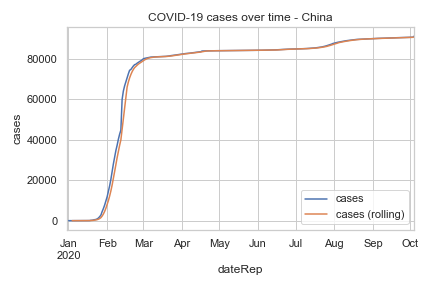 COVID-19 cases over time - China
cases
80000
60000
40000
20000
0
cases
cases (rolling)
Jan Feb Mar Apr May Jun Jul Aug Sep Oct
2020
dateRep